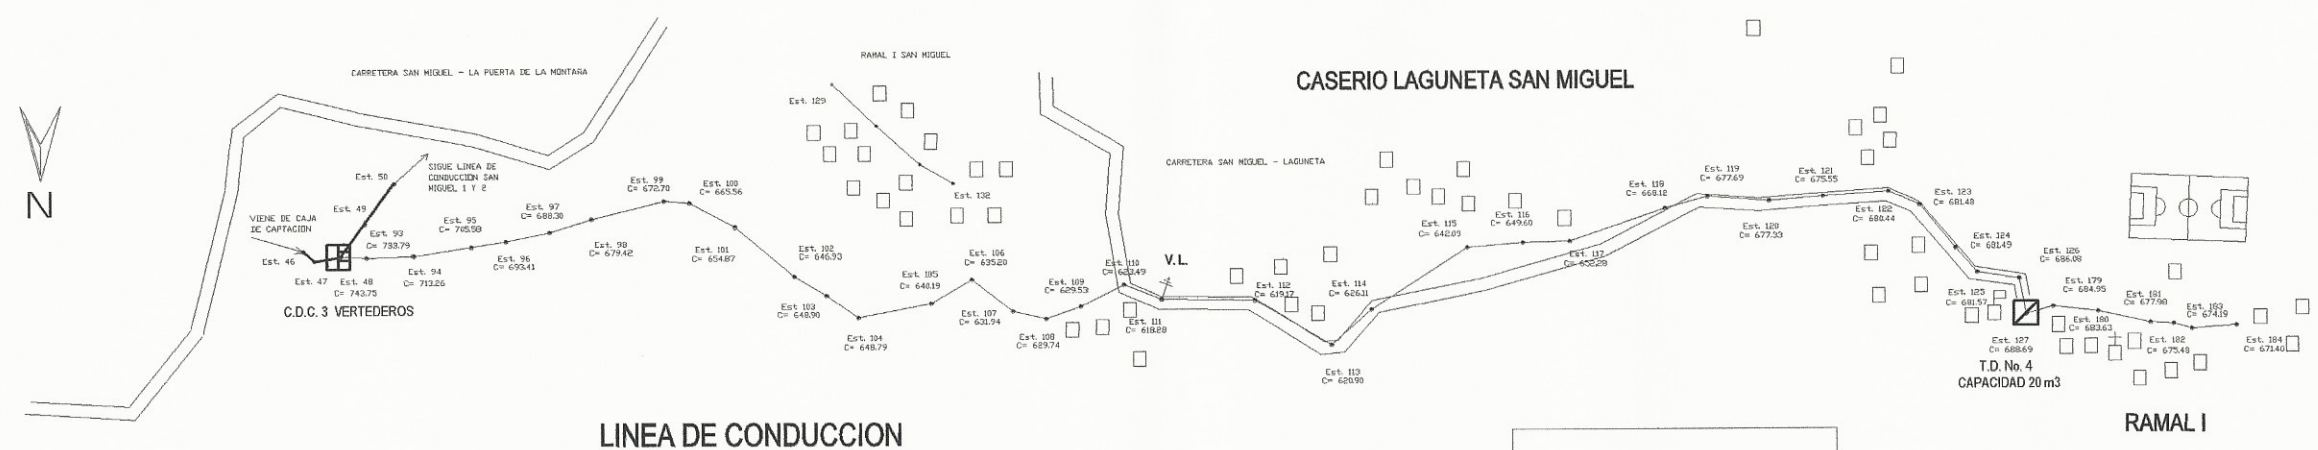 CARRETERA SAN MIGUEL - LA PUERTA DE LA MONTAÑA
RAMAL I SAN MIGUEL
CASERIO LAGUNETA SAN MIGUEL
CARRETERA SAN MIGUEL - LAGUNETA
N
VIENE DE CAJA
DE CAPTACION
SIGUE LINEA DE
CONDUCCION SAN
MIGUEL 1 Y 2
Est. 46
Est. 47
Est. 48
C= 743.75
C.D.C. 3 VERTEDEROS
Est. 49
Est. 50
Est. 93
C= 733.79
Est. 94
C= 713.26
Est. 95
C= 705.58
Est. 96
C= 693.41
Est. 97
C= 688.30
Est. 98
C= 679.42
Est. 99
C= 672.70
Est. 100
C= 665.56
Est. 101
C= 654.87
Est. 102
C= 646.93
Est. 103
C= 648.90
Est. 104
C= 648.79
Est. 105
C= 640.19
Est. 106
C= 635.20
Est. 107
C= 631.94
Est. 108
C= 629.74
Est. 109
C= 629.53
Est. 110
C= 623.49
V.L.
Est. 111
C= 618.28
Est. 112
C= 619.17
Est. 113
C= 620.90
Est. 114
C= 626.11
Est. 115
C= 642.09
Est. 116
C= 649.60
Est. 117
C= 652.28
Est. 118
C= 668.12
Est. 119
C= 677.69
Est. 120
C= 677.33
Est. 121
C= 675.55
Est. 122
C= 680.44
Est. 123
C= 681.48
Est. 124
C= 681.49
Est. 125
C= 681.57
Est. 126
C= 686.08
Est. 127
C= 688.69
T.D. No. 4
CAPACIDAD 20 m3
Est. 129
Est. 132
Est. 179
C= 684.95
Est. 180
C= 683.63
Est. 181
C= 677.98
Est. 182
C= 675.48
Est. 183
C= 674.19
Est. 184
C= 671.40
LINEA DE CONDUCCION
RAMAL I